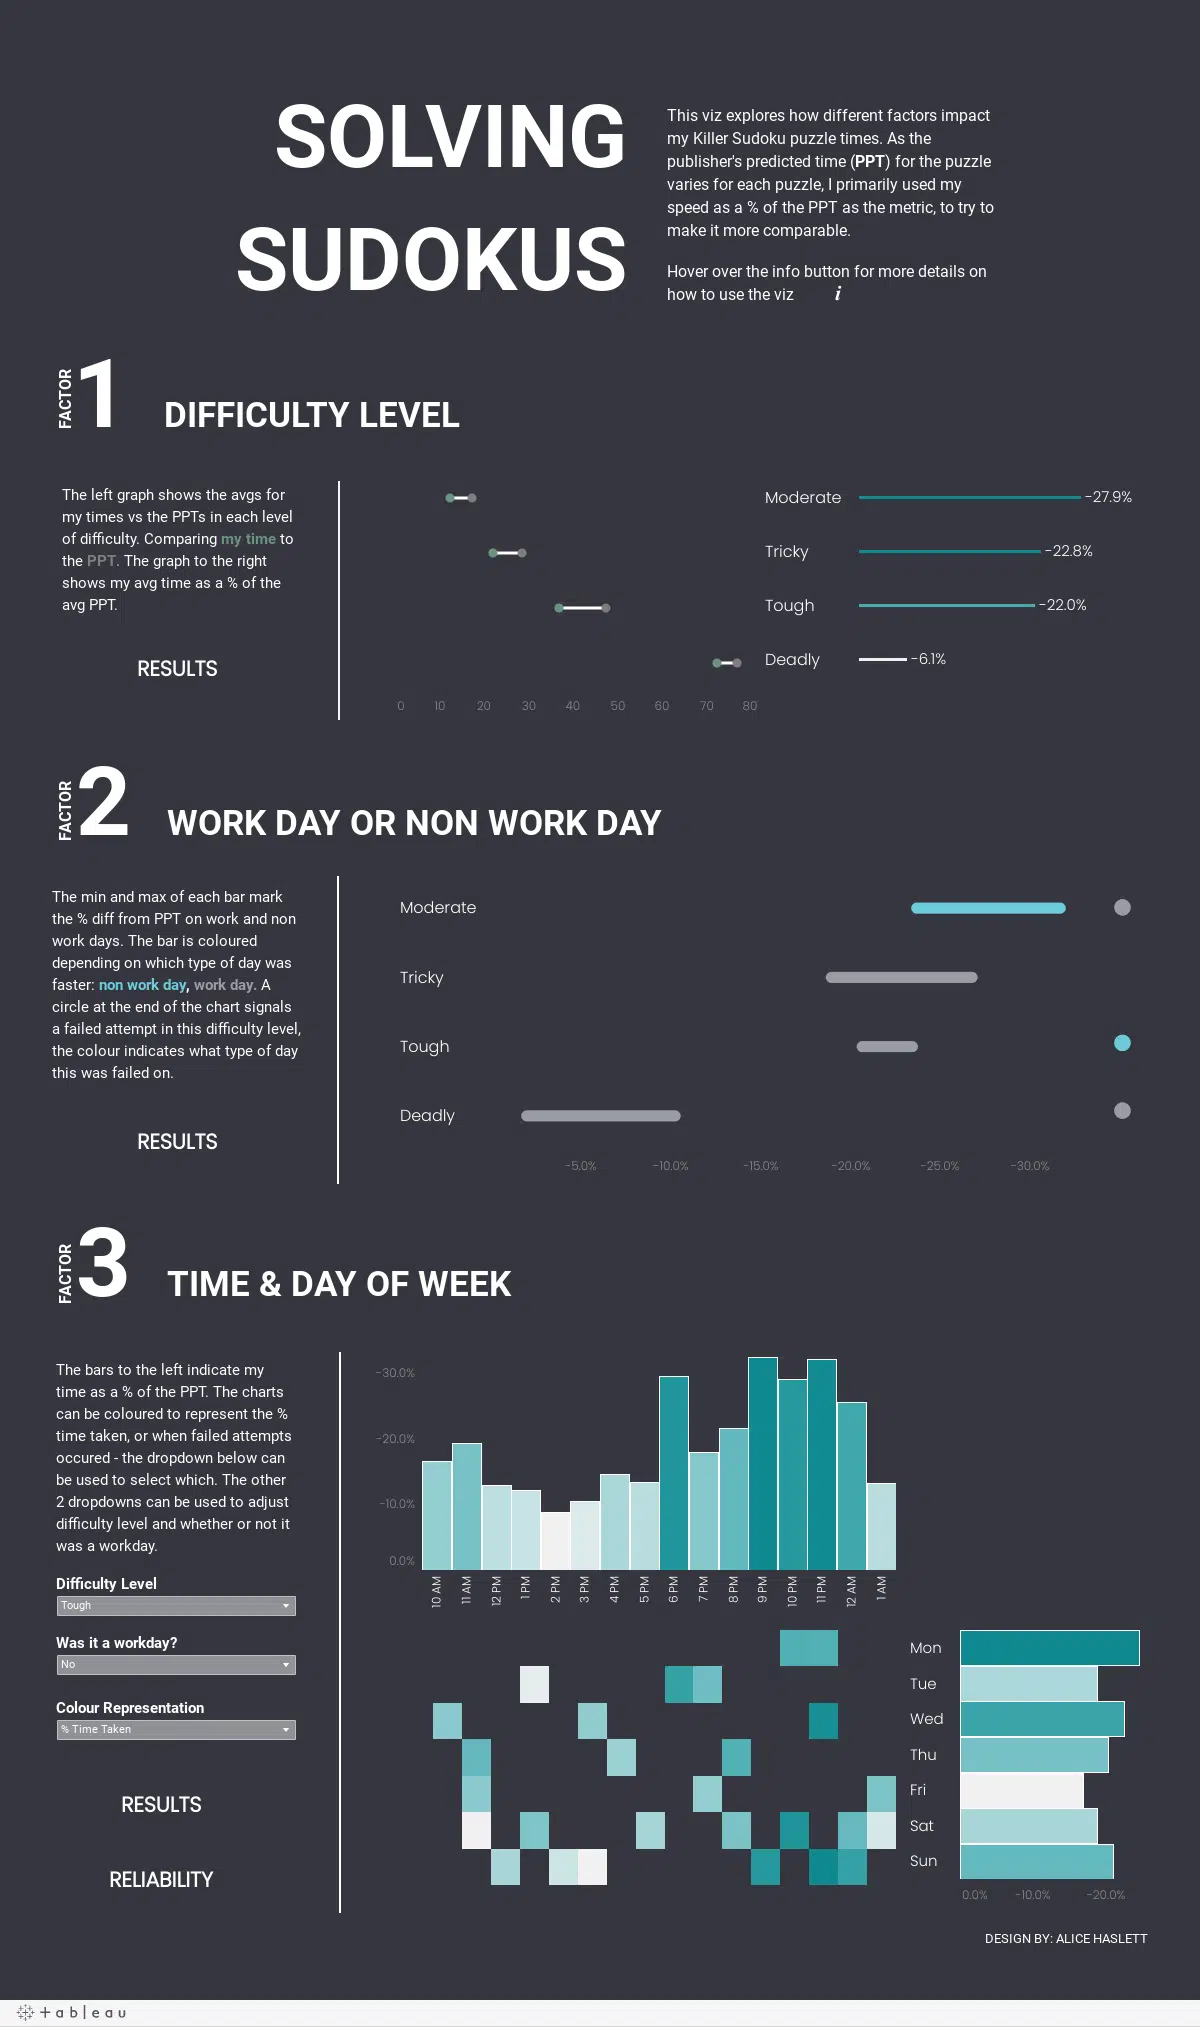 SOLVING
SUDOKUS
This viz explores how different factors impact
my Killer Sudoku puzzle times. As the
publisher's predicted time (PPT) for the puzzle
varies for each puzzle, I primarily used my
speed as a % of the PPT as the metric, to try to
make it more comparable.
Hover over the info button for more details on
how to use the viz i
FACTOR 1 DIFFICULTY LEVEL
The left graph shows the avgs for
my times vs the PPTs in each level
of difficulty. Comparing my time to
the PPT. The graph to the right
shows my avg time as a % of the
avg PPT.
RESULTS
Moderate -27.9%
Tricky -22.8%
Tough -22.0%
Deadly -6.1%
0 10 20 30 40 50 60 70 80
FACTOR 2 WORK DAY OR NON WORK DAY
The min and max of each bar mark
the % diff from PPT on work and non
work days. The bar is coloured
depending on which type of day was
faster: non work day, work day. A
circle at the end of the chart signals
a failed attempt in this difficulty level,
the colour indicates what type of day
this was failed on.
RESULTS
Moderate
Tricky
Tough
Deadly
-5.0% -10.0% -15.0% -20.0% -25.0% -30.0%
FACTOR 3 TIME & DAY OF WEEK
The bars to the left indicate my
time as a % of the PPT. The charts
can be coloured to represent the %
time taken, or when failed attempts
occured - the dropdown below can
be used to select which. The other
2 dropdowns can be used to adjust
difficulty level and whether or not it
was a workday.
Difficulty Level
Tough
Was it a workday?
No
Colour Representation
% Time Taken
RESULTS
RELIABILITY
-30.0%
-20.0%
-10.0%
0.0%
10 AM 11 AM 12 PM 1 PM 2 PM 3 PM 4 PM 5 PM 6 PM 7 PM 8 PM 9 PM 10 PM 11 PM 12 AM 1 AM
Mon
Tue
Wed
Thu
Fri
Sat
Sun
0.0% -10.0% -20.0%
DESIGN BY: ALICE HASLETT
+ableau